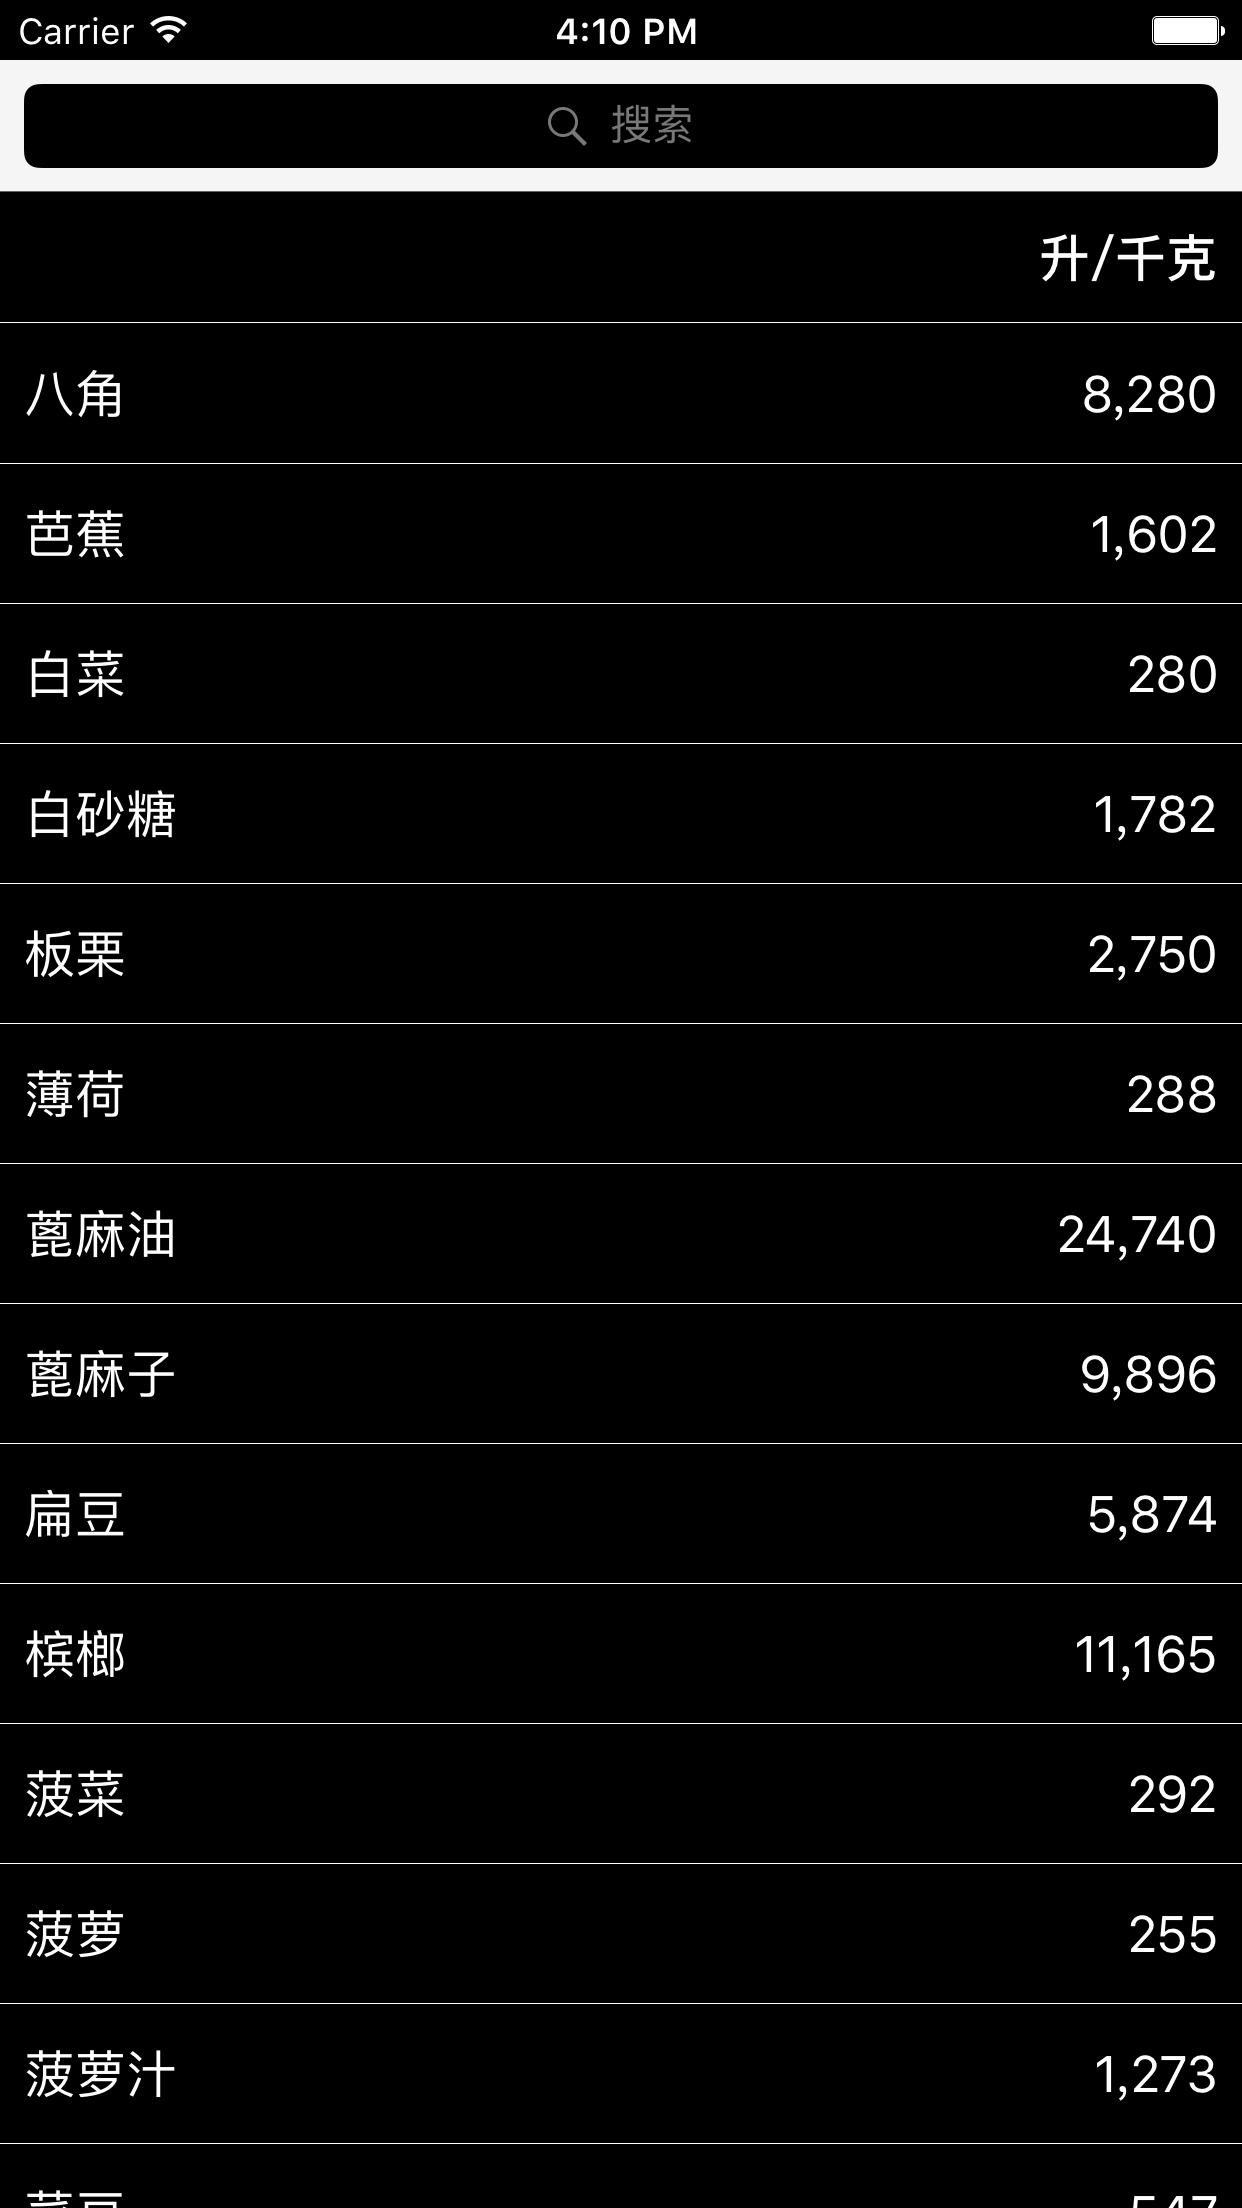 Carrier 4:10 PM
搜索
升/千克
八角 8,280
芭蕉 1,602
白菜 280
白砂糖 1,782
板栗 2,750
薄荷 288
蓖麻油 24,740
蓖麻子 9,896
扁豆 5,874
槟榔 11,165
菠菜 292
菠萝 255
菠萝汁 1,273
547